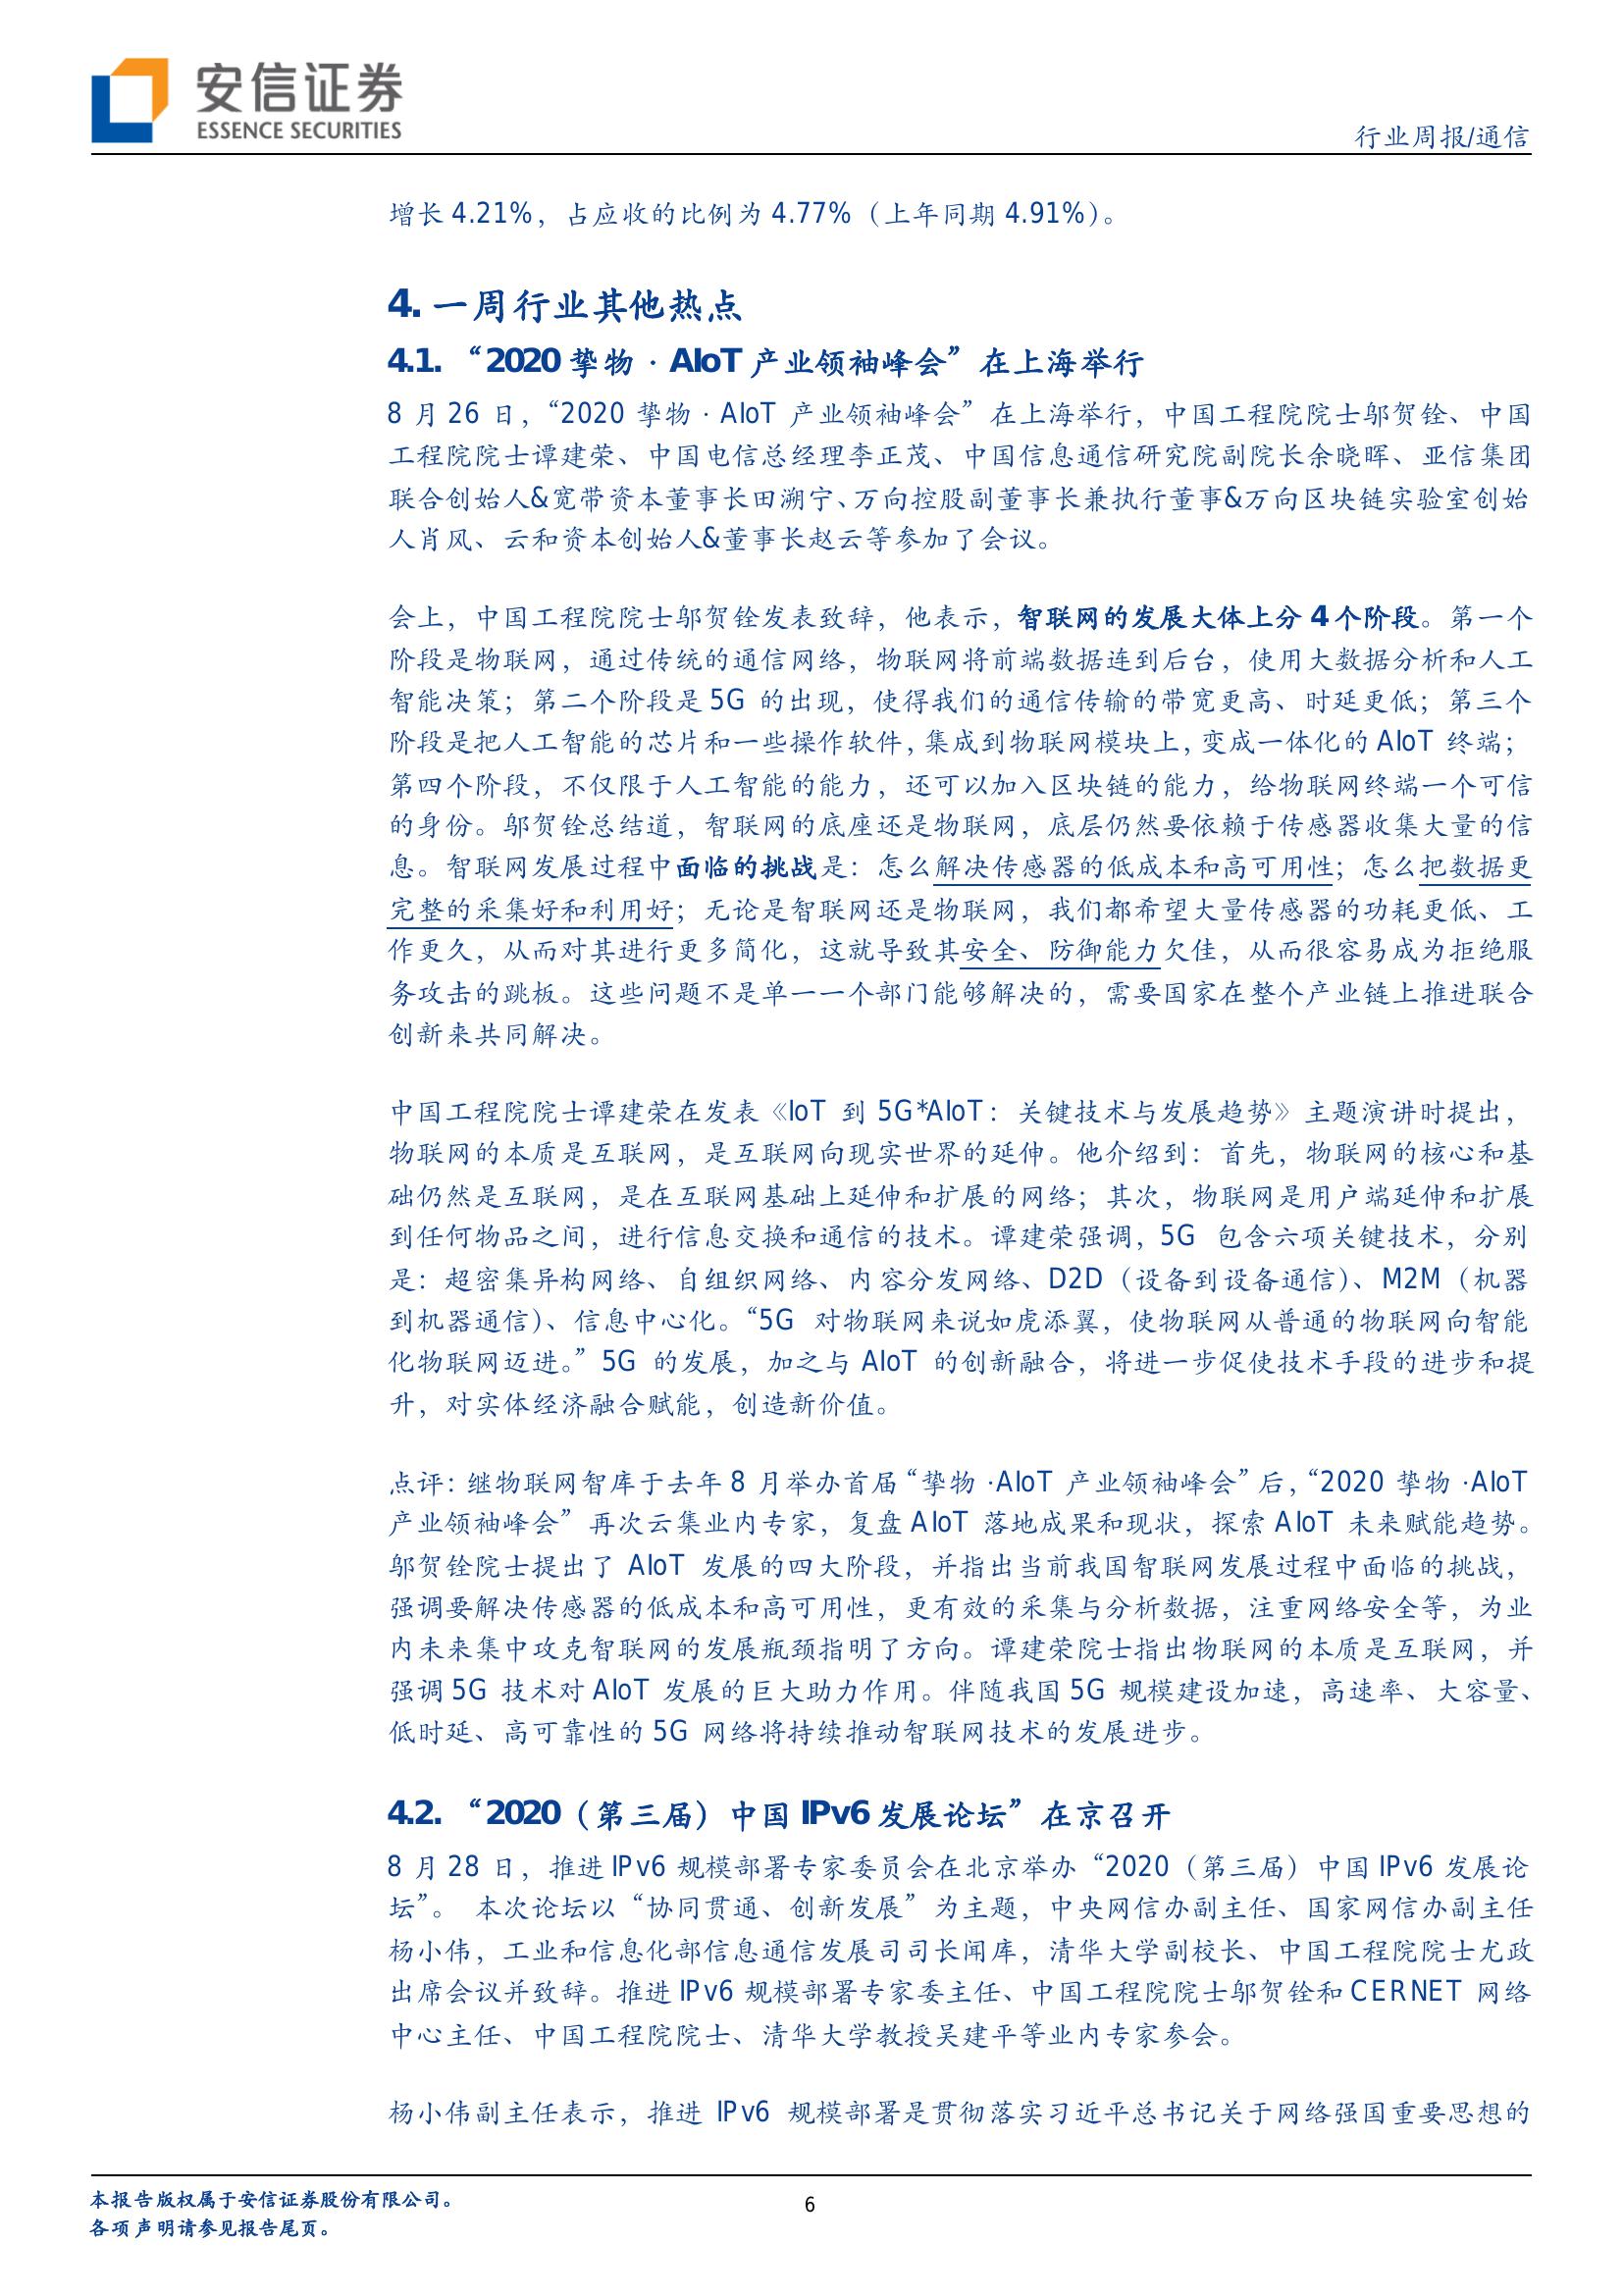 安信证券
ESSENCE SECURITIES
行业周报/通信
增长 4.21%，占应收的比例为 4.77%（上年同期 4.91%）。
4. 一周行业其他热点
4.1. “2020 挚物 · AIoT 产业领袖峰会”在上海举行
8 月 26 日，“2020 挚物 · AIoT 产业领袖峰会”在上海举行，中国工程院院士邬贺铨、中国
工程院院士谭建荣、中国电信总经理李正茂、中国信息通信研究院副院长余晓晖、亚信集团
联合创始人&宽带资本董事长田溯宁、万向控股副董事长兼执行董事&万向区块链实验室创始
人肖风、云和资本创始人&董事长赵云等参加了会议。
会上，中国工程院院士邬贺铨发表致辞，他表示，智联网的发展大体上分 4 个阶段。第一个
阶段是物联网，通过传统的通信网络，物联网将前端数据连到后台，使用大数据分析和人工
智能决策；第二个阶段是 5G 的出现，使得我们的通信传输的带宽更高、时延更低；第三个
阶段是把人工智能的芯片和一些操作软件，集成到物联网模块上，变成一体化的 AIoT 终端；
第四个阶段，不仅限于人工智能的能力，还可以加入区块链的能力，给物联网终端一个可信
的身份。邬贺铨总结道，智联网的底座还是物联网，底层仍然要依赖于传感器收集大量的信
息。智联网发展过程中面临的挑战是：怎么解决传感器的低成本和高可用性；怎么把数据更
完整的采集好和利用好；无论是智联网还是物联网，我们都希望大量传感器的功耗更低、工
作更久，从而对其进行更多简化，这就导致其安全、防御能力欠佳，从而很容易成为拒绝服
务攻击的跳板。这些问题不是单一一个部门能够解决的，需要国家在整个产业链上推进联合
创新来共同解决。
中国工程院院士谭建荣在发表《IoT 到 5G*AIoT：关键技术与发展趋势》主题演讲时提出，
物联网的本质是互联网，是互联网向现实世界的延伸。他介绍到：首先，物联网的核心和基
础仍然是互联网，是在互联网基础上延伸和扩展的网络；其次，物联网是用户端延伸和扩展
到任何物品之间，进行信息交换和通信的技术。谭建荣强调，5G 包含六项关键技术，分别
是：超密集异构网络、自组织网络、内容分发网络、D2D（设备到设备通信）、M2M（机器
到机器通信）、信息中心化。“5G 对物联网来说如虎添翼，使物联网从普通的物联网向智能
化物联网迈进。”5G 的发展，加之与 AIoT 的创新融合，将进一步促使技术手段的进步和提
升，对实体经济融合赋能，创造新价值。
点评：继物联网智库于去年 8 月举办首届“挚物 ·AIoT 产业领袖峰会”后，“2020 挚物 ·AIoT
产业领袖峰会”再次云集业内专家，复盘 AIoT 落地成果和现状，探索 AIoT 未来赋能趋势。
邬贺铨院士提出了 AIoT 发展的四大阶段，并指出当前我国智联网发展过程中面临的挑战，
强调要解决传感器的低成本和高可用性，更有效的采集与分析数据，注重网络安全等，为业
内未来集中攻克智联网的发展瓶颈指明了方向。谭建荣院士指出物联网的本质是互联网，并
强调 5G 技术对 AIoT 发展的巨大助力作用。伴随我国 5G 规模建设加速，高速率、大容量、
低时延、高可靠性的 5G 网络将持续推动智联网技术的发展进步。
4.2. “2020（第三届）中国 IPv6 发展论坛”在京召开
8 月 28 日，推进 IPv6 规模部署专家委员会在北京举办“2020（第三届）中国 IPv6 发展论
坛”。 本次论坛以“协同贯通、创新发展”为主题，中央网信办副主任、国家网信办副主任
杨小伟，工业和信息化部信息通信发展司司长闻库，清华大学副校长、中国工程院院士尤政
出席会议并致辞。推进 IPv6 规模部署专家委主任、中国工程院院士邬贺铨和 CERNET 网络
中心主任、中国工程院院士、清华大学教授吴建平等业内专家参会。
杨小伟副主任表示，推进 IPv6 规模部署是贯彻落实习近平总书记关于网络强国重要思想的
本报告版权属于安信证券股份有限公司。
各项声明请参见报告尾页。
6